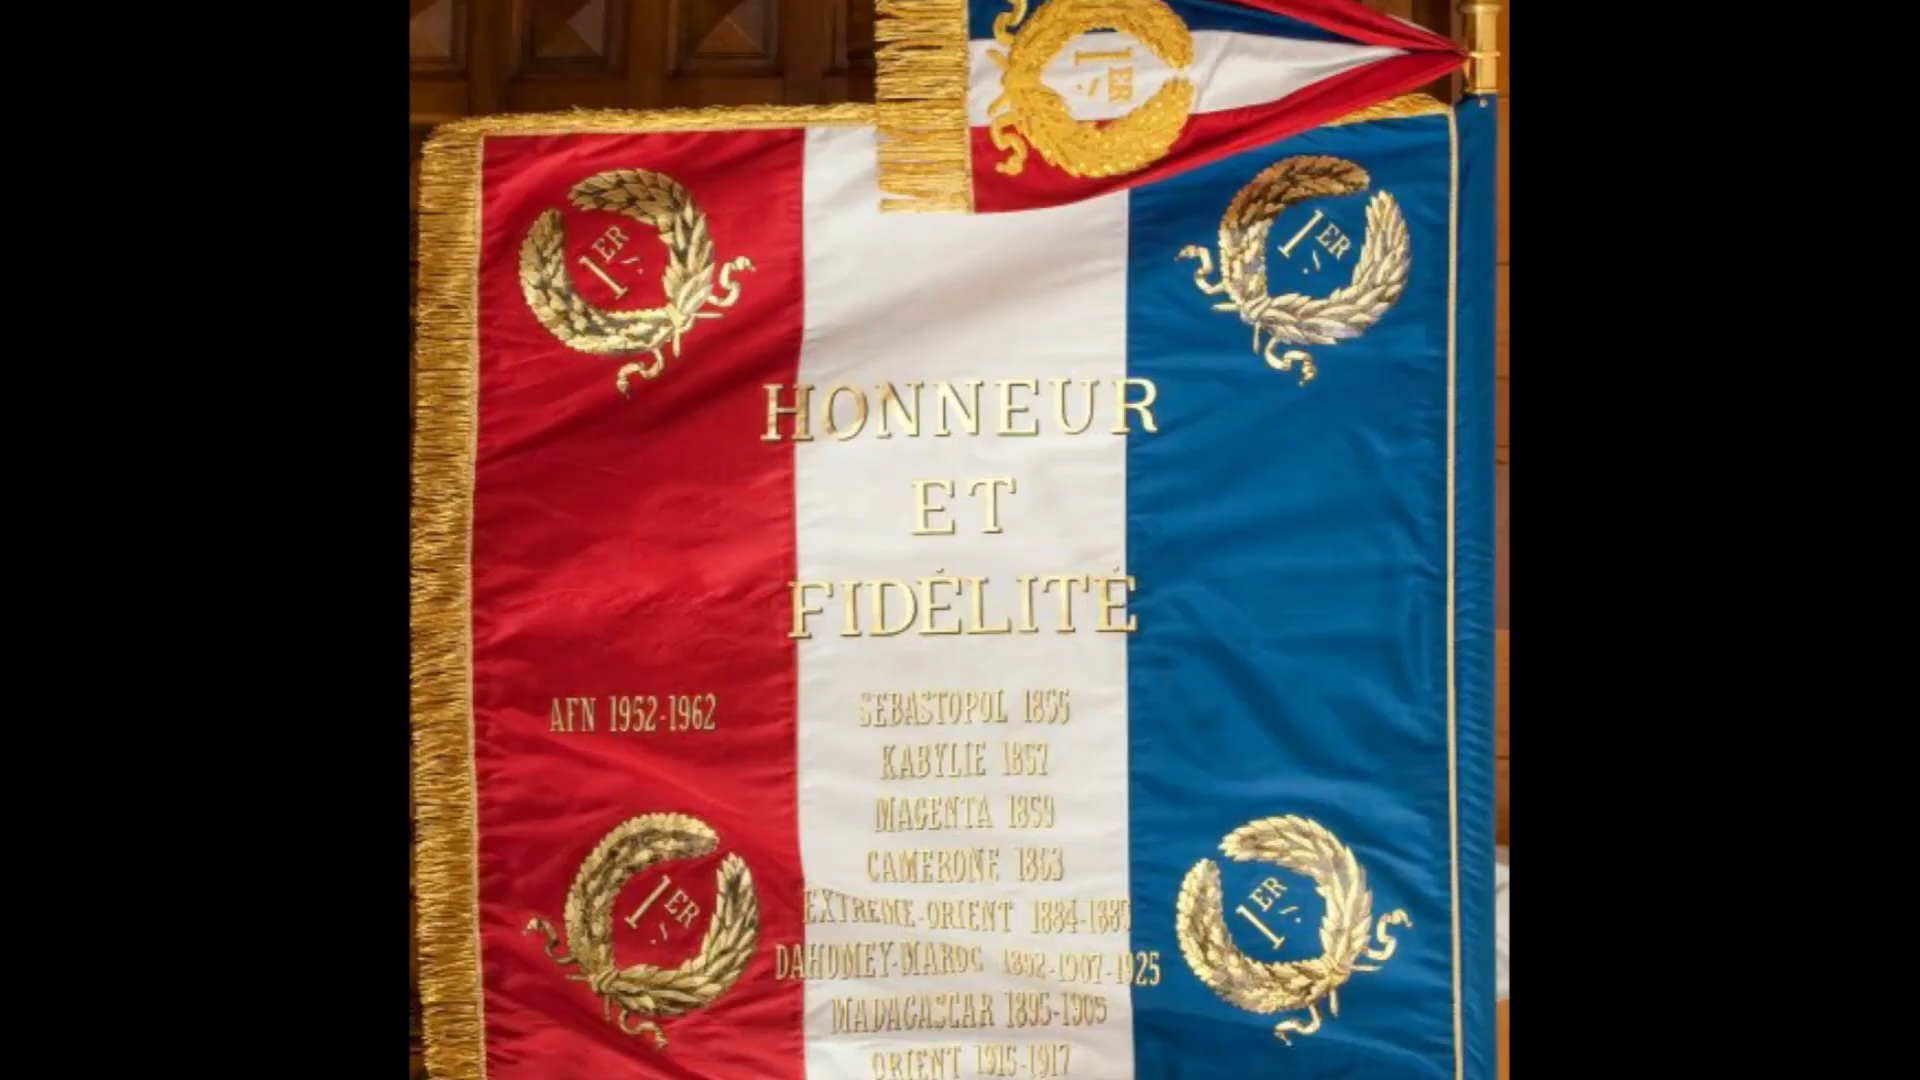 1ER
1ER
1ER
HONNEUR
ET
FIDÉLITÉ
AFN 1952-1962
SÉBASTOPOL 1855
KABYLIE 1857
MAGENTA 1859
CAMERONE 1863
EXTREME-ORIENT 1884-1885
DAHOMEY-MAROC 1892-1907-1925
MADAGASCAR 1895-1905
ORIENT 1915-1917
1ER
1ER